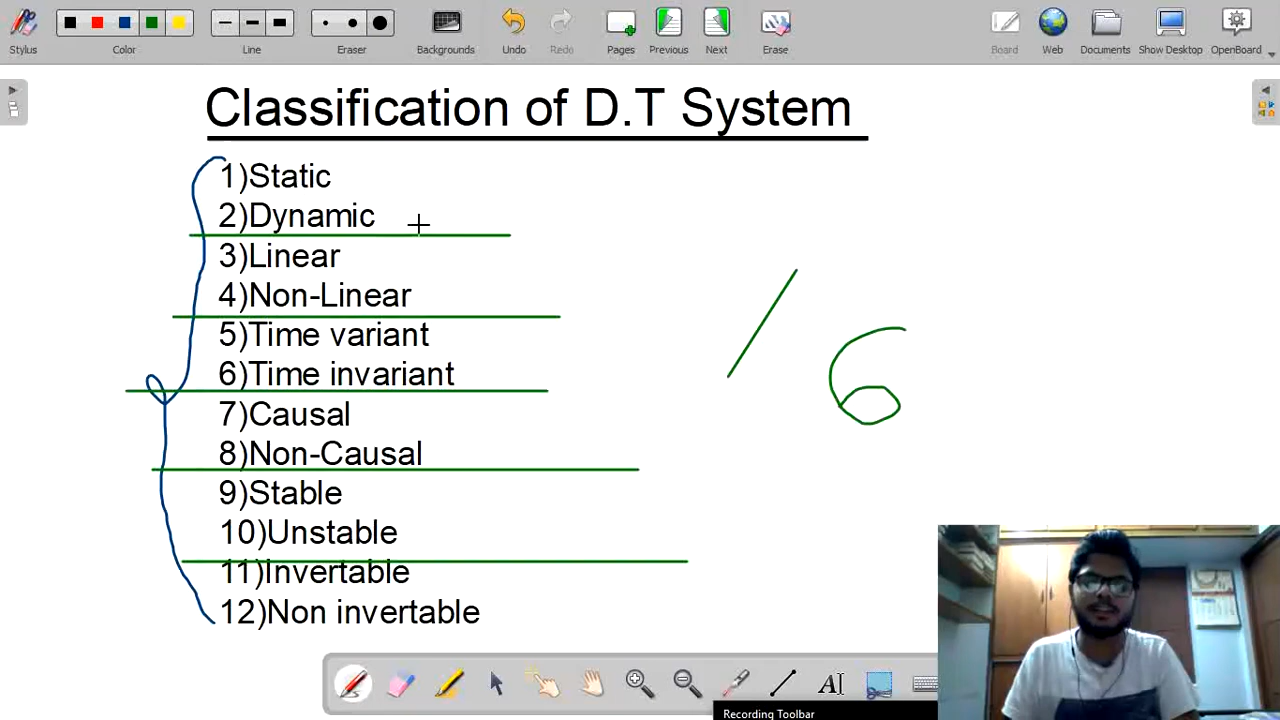 Stylus Color Line Eraser Backgrounds Undo Redo Pages Previous Next Erase Board Web Documents Show Desktop OpenBoard
Classification of D.T System
1)Static
2)Dynamic
3)Linear
4)Non-Linear
5)Time variant
6)Time invariant
7)Causal
8)Non-Causal
9)Stable
10)Unstable
11)Invertable
12)Non invertable
/ 6
Recording Toolbar